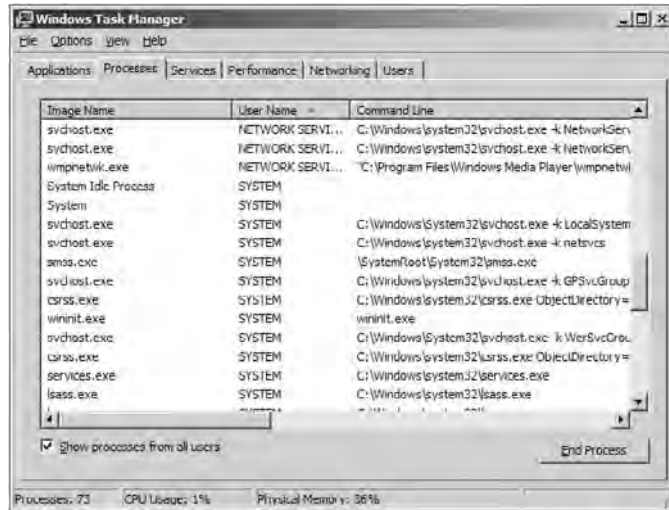 Windows Task Manager
File Options View Help
Applications Processes Services Performance Networking Users
Image Name User Name Command Line
svchost.exe NETWORK SERVI... C:\Windows\system32\svchost.exe -k NetworkServ
svchost.exe NETWORK SERVI... C:\Windows\system32\svchost.exe -k NetworkServ
wmpnetwk.exe NETWORK SERVI... "C:\Program Files\Windows Media Player\wmpnetwk
System Idle Process SYSTEM
System SYSTEM
svchost.exe SYSTEM C:\Windows\System32\svchost.exe -k LocalSystem
svchost.exe SYSTEM C:\Windows\system32\svchost.exe -k netsvcs
smss.exe SYSTEM \SystemRoot\System32\smss.exe
svchost.exe SYSTEM C:\Windows\system32\svchost.exe -k GPSvcGroup
csrss.exe SYSTEM C:\Windows\system32\csrss.exe ObjectDirectory=
wininit.exe SYSTEM wininit.exe
svchost.exe SYSTEM C:\Windows\System32\svchost.exe -k WerSvcGrou
csrss.exe SYSTEM C:\Windows\system32\csrss.exe ObjectDirectory=
services.exe SYSTEM C:\Windows\system32\services.exe
lsass.exe SYSTEM C:\Windows\system32\lsass.exe
Show processes from all users
End Process
Processes: 73 CPU Usage: 1% Physical Memory: 36%